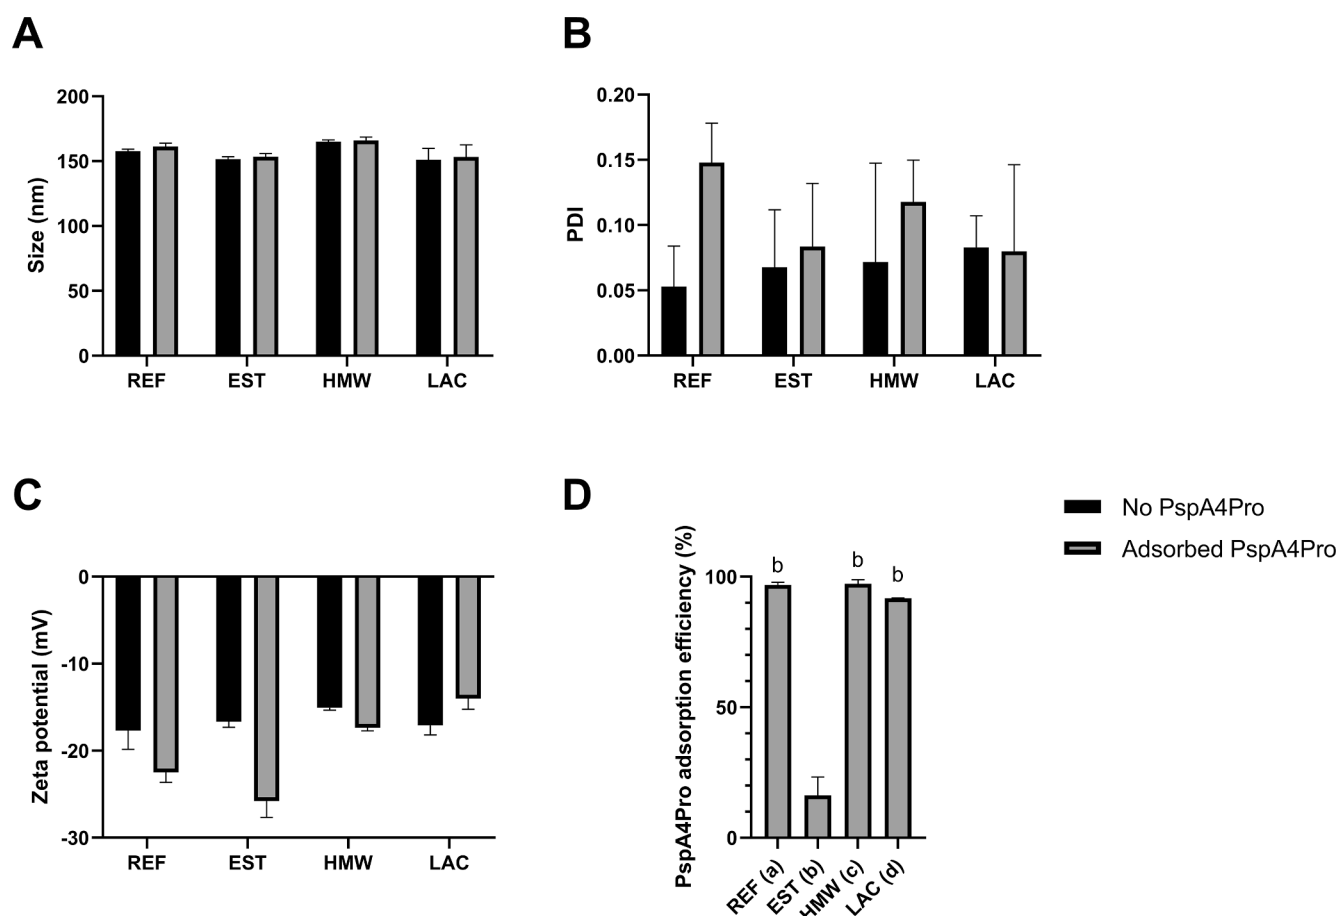 A
Size (nm)
200
150
100
50
0
REF EST HMW LAC
B
PDI
0.20
0.15
0.10
0.05
0.00
REF EST HMW LAC
C
Zeta potential (mV)
0
-10
-20
-30
REF EST HMW LAC
D
PspA4Pro adsorption efficiency (%)
100
50
0
b b b
REF (a) EST (b) HMW (c) LAC (d)
No PspA4Pro
Adsorbed PspA4Pro